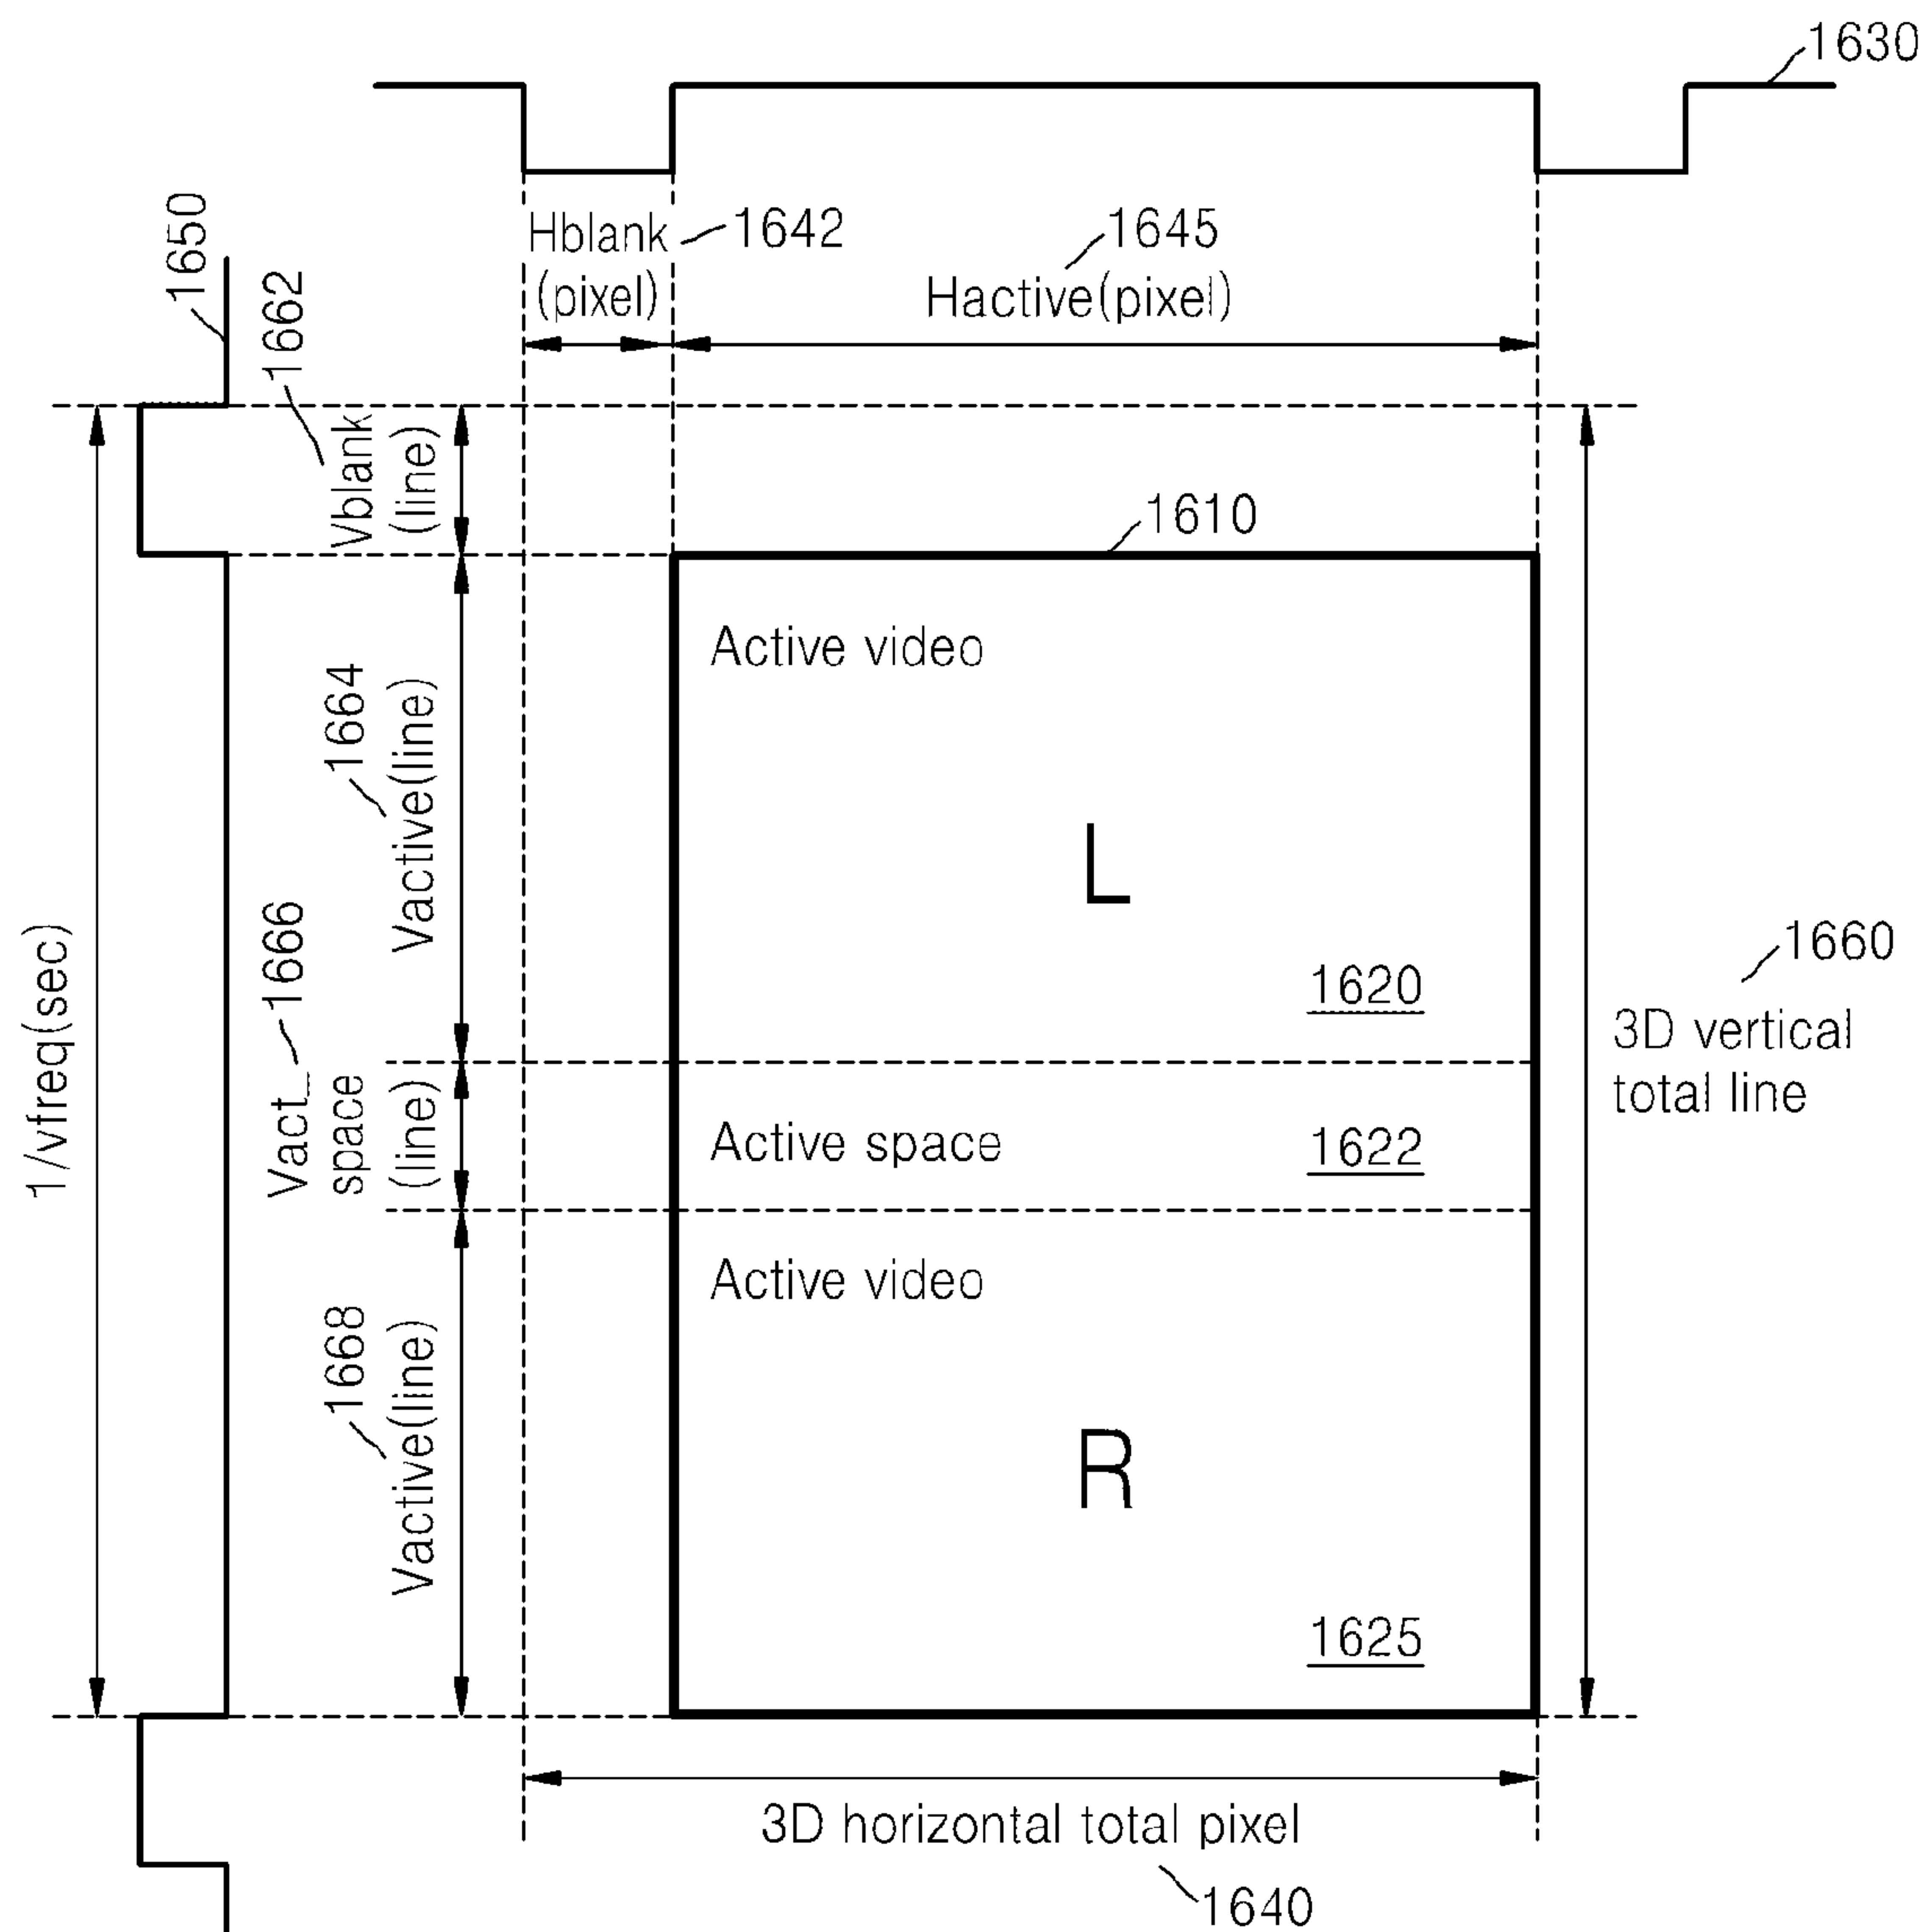 1630
1650
1662
Hblank
(pixel)
1642
1645
Hactive(pixel)
Vblank
(line)
1610
Active video
1664
Vactive(line)
L
1620
1/vfreq(sec)
1666
Vact_
space
(line)
Active space
1622
1660
3D vertical
total line
Active video
1668
Vactive(line)
R
1625
3D horizontal total pixel
1640